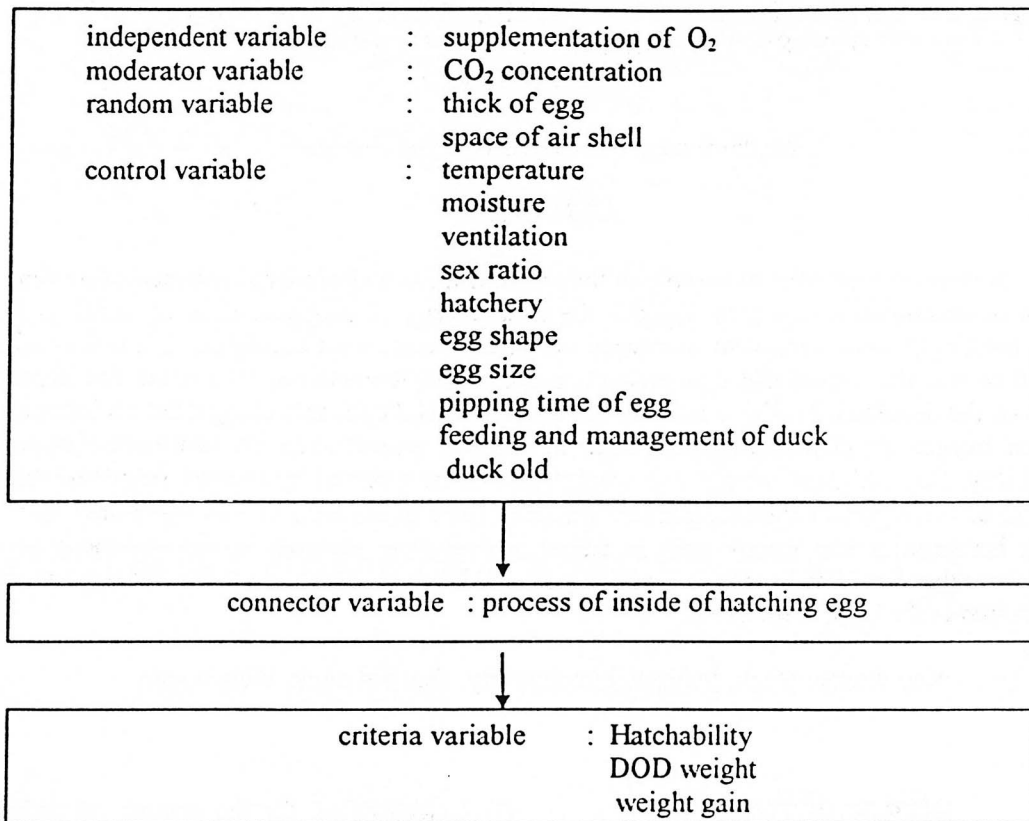 independent variable : supplementation of O₂
moderator variable : CO₂ concentration
random variable : thick of egg
space of air shell
control variable : temperature
moisture
ventilation
sex ratio
hatchery
egg shape
egg size
pipping time of egg
feeding and management of duck
duck old
connector variable : process of inside of hatching egg
criteria variable : Hatchability
DOD weight
weight gain